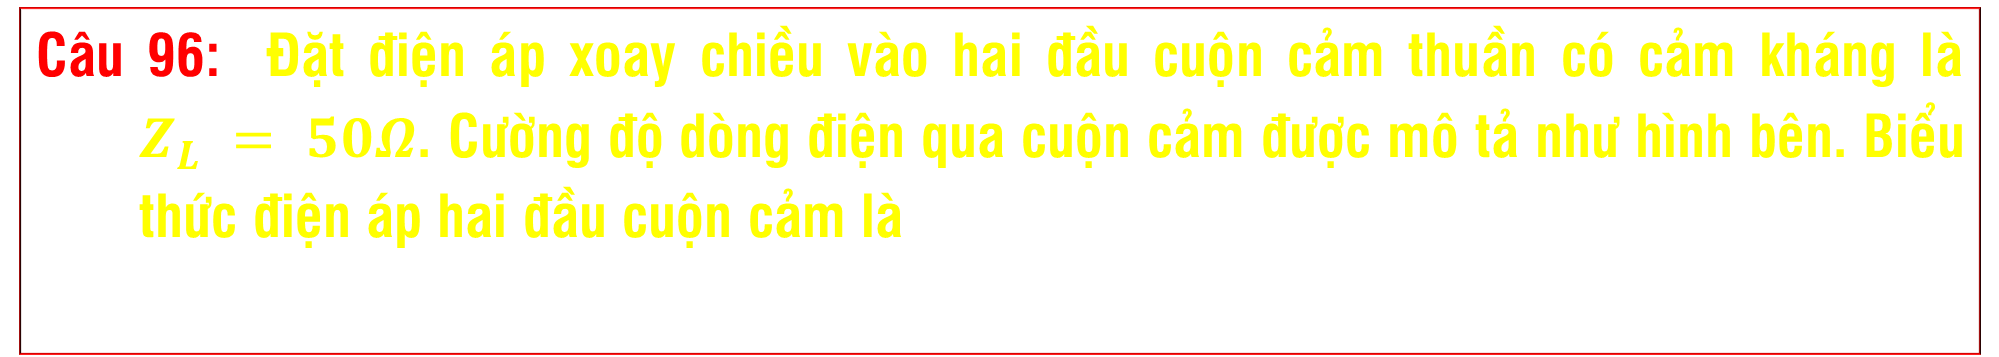 Câu 96: Đặt điện áp xoay chiều vào hai đầu cuộn cảm thuần có cảm kháng là
Z_L = 50Ω. Cường độ dòng điện qua cuộn cảm được mô tả như hình bên. Biểu
thức điện áp hai đầu cuộn cảm là